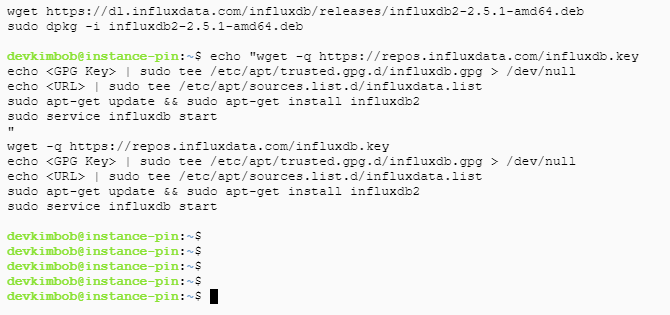 wget https://dl.influxdata.com/influxdb/releases/influxdb2-2.5.1-amd64.deb
sudo dpkg -i influxdb2-2.5.1-amd64.deb
devkimbob@instance-pin:~$ echo "wget -q https://repos.influxdata.com/influxdb.key
echo <GPG Key> | sudo tee /etc/apt/trusted.gpg.d/influxdb.gpg > /dev/null
echo <URL> | sudo tee /etc/apt/sources.list.d/influxdata.list
sudo apt-get update && sudo apt-get install influxdb2
sudo service influxdb start
"
wget -q https://repos.influxdata.com/influxdb.key
echo <GPG Key> | sudo tee /etc/apt/trusted.gpg.d/influxdb.gpg > /dev/null
echo <URL> | sudo tee /etc/apt/sources.list.d/influxdata.list
sudo apt-get update && sudo apt-get install influxdb2
sudo service influxdb start
devkimbob@instance-pin:~$
devkimbob@instance-pin:~$
devkimbob@instance-pin:~$
devkimbob@instance-pin:~$
devkimbob@instance-pin:~$